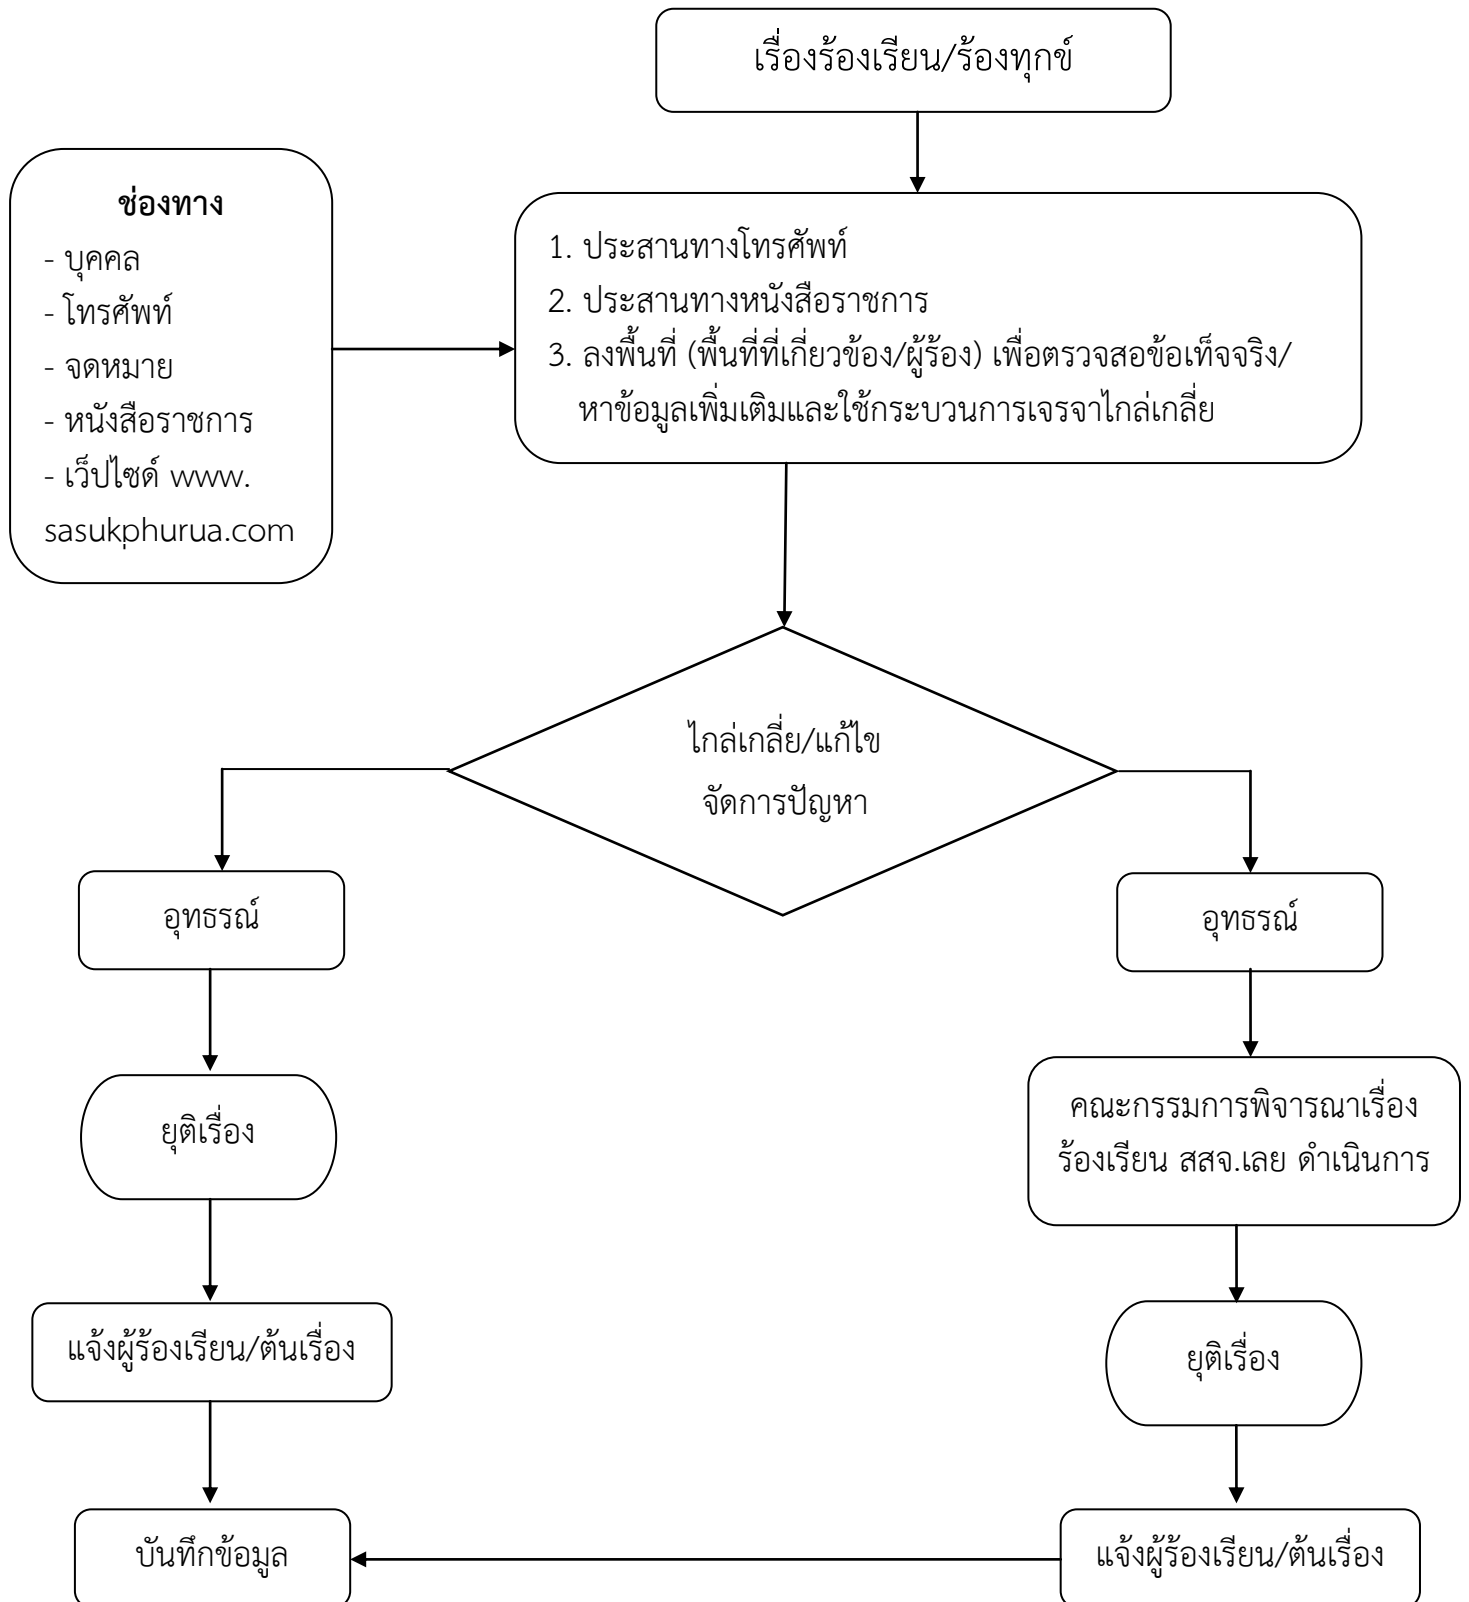 เรื่องร้องเรียน/ร้องทุกข์
ช่องทาง
- บุคคล
- โทรศัพท์
- จดหมาย
- หนังสือราชการ
- เว็ปไซด์ www.
sasukphurua.com
1. ประสานทางโทรศัพท์
2. ประสานทางหนังสือราชการ
3. ลงพื้นที่ (พื้นที่ที่เกี่ยวข้อง/ผู้ร้อง) เพื่อตรวจสอข้อเท็จจริง/
หาข้อมูลเพิ่มเติมและใช้กระบวนการเจรจาไกล่เกลี่ย
ไกล่เกลี่ย/แก้ไข
จัดการปัญหา
อุทธรณ์
ยุติเรื่อง
แจ้งผู้ร้องเรียน/ต้นเรื่อง
บันทึกข้อมูล
อุทธรณ์
คณะกรรมการพิจารณาเรื่อง
ร้องเรียน สสจ.เลย ดำเนินการ
ยุติเรื่อง
แจ้งผู้ร้องเรียน/ต้นเรื่อง